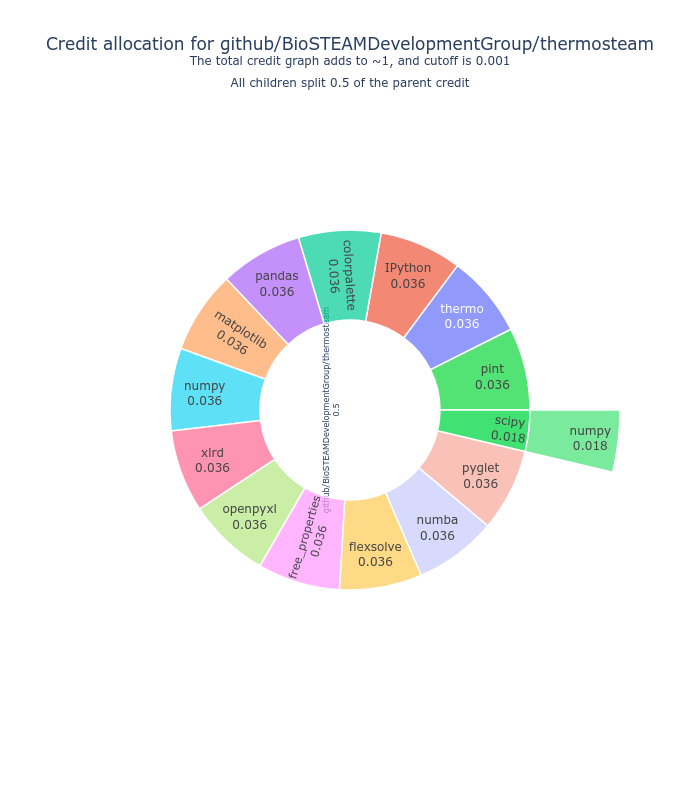 Credit allocation for github/BioSTEAMDevelopmentGroup/thermosteam
The total credit graph adds to ~1, and cutoff is 0.001
All children split 0.5 of the parent credit
colorpalette
0.036
IPython
0.036
thermo
0.036
pint
0.036
scipy
0.018
numpy
0.018
pyglet
0.036
numba
0.036
flexsolve
0.036
free_properties
0.036
openpyxl
0.036
xlrd
0.036
numpy
0.036
matplotlib
0.036
pandas
0.036
github/BioSTEAMDevelopmentGroup/thermosteam
0.5